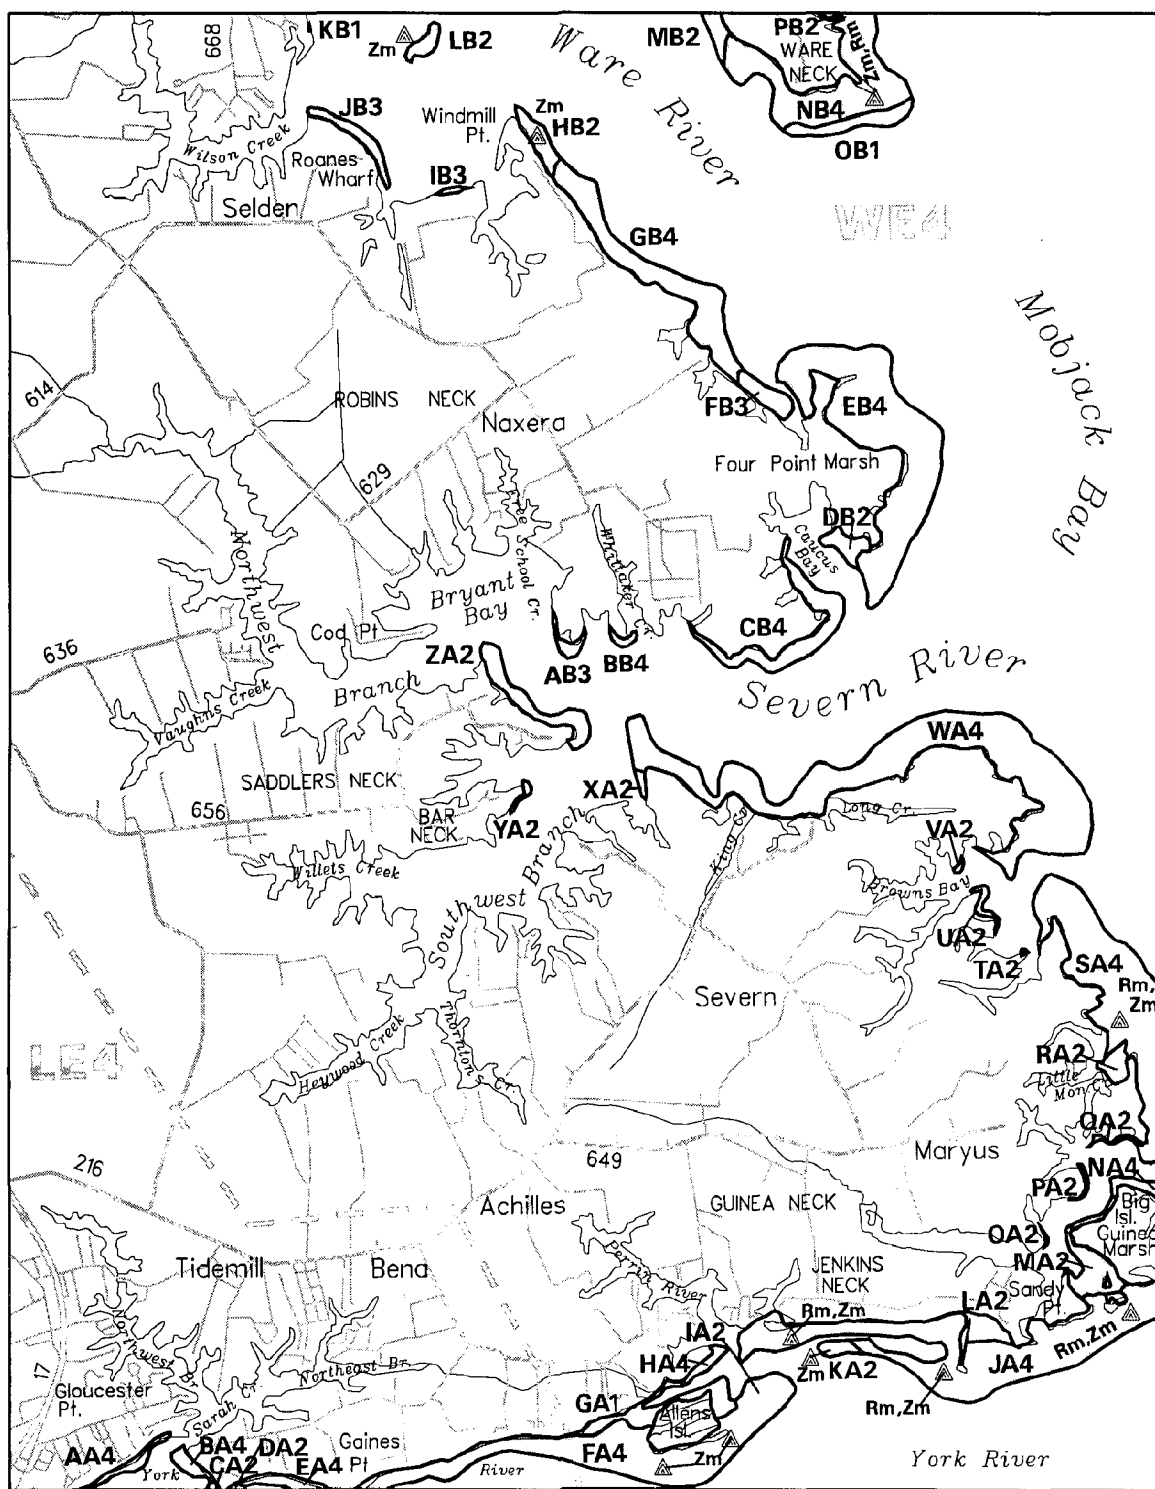 KB1
668
Zm
LB2
Ware River
MB2
PB2
WARE
NECK
Zm,Rm
NB4
OB1
JB3
Wilson Creek
Roanes
Wharf
Selden
Windmill
Pt.
Zm
HB2
IB3
GB4
WE4
Mobjack Bay
614
ROBINS NECK
Naxera
629
FB3
EB4
Four Point Marsh
DB2
Caucus
Bay
Free School Cr.
Whittaker Cr.
Northwest
Branch
Bryant
Bay
Cod Pt
636
ZA2
AB3
BB4
CB4
Severn River
Vaughns Creek
SADDLERS NECK
656
BAR
NECK
YA2
XA2
WA4
Long Cr.
VA2
King Cr.
Willets Creek
Southwest Branch
Browns Bay
UA2
TA2
SA4
Rm,
Zm
Severn
LE4
Heywood Creek
Thorntons Cr.
RA2
Little
Mon. Cr.
QA2
Maryus
NA4
649
216
PA2
Achilles
GUINEA NECK
Big
Isl.
Guinea
Marsh
OA2
MA2
Tidemill
Bena
Perrin River
JENKINS
NECK
Sandy
Pt.
LA2
Rm,Zm
Rm,Zm
IA2
HA4
Zm
KA2
JA4
Northwest Br.
Northeast Br.
17
Gloucester
Pt.
Sarah Cr.
GA1
Rm,Zm
Allens
Isl.
AA4
BA4
DA2
CA2
EA4
Gaines
Pt
FA4
Zm
York
River
York River